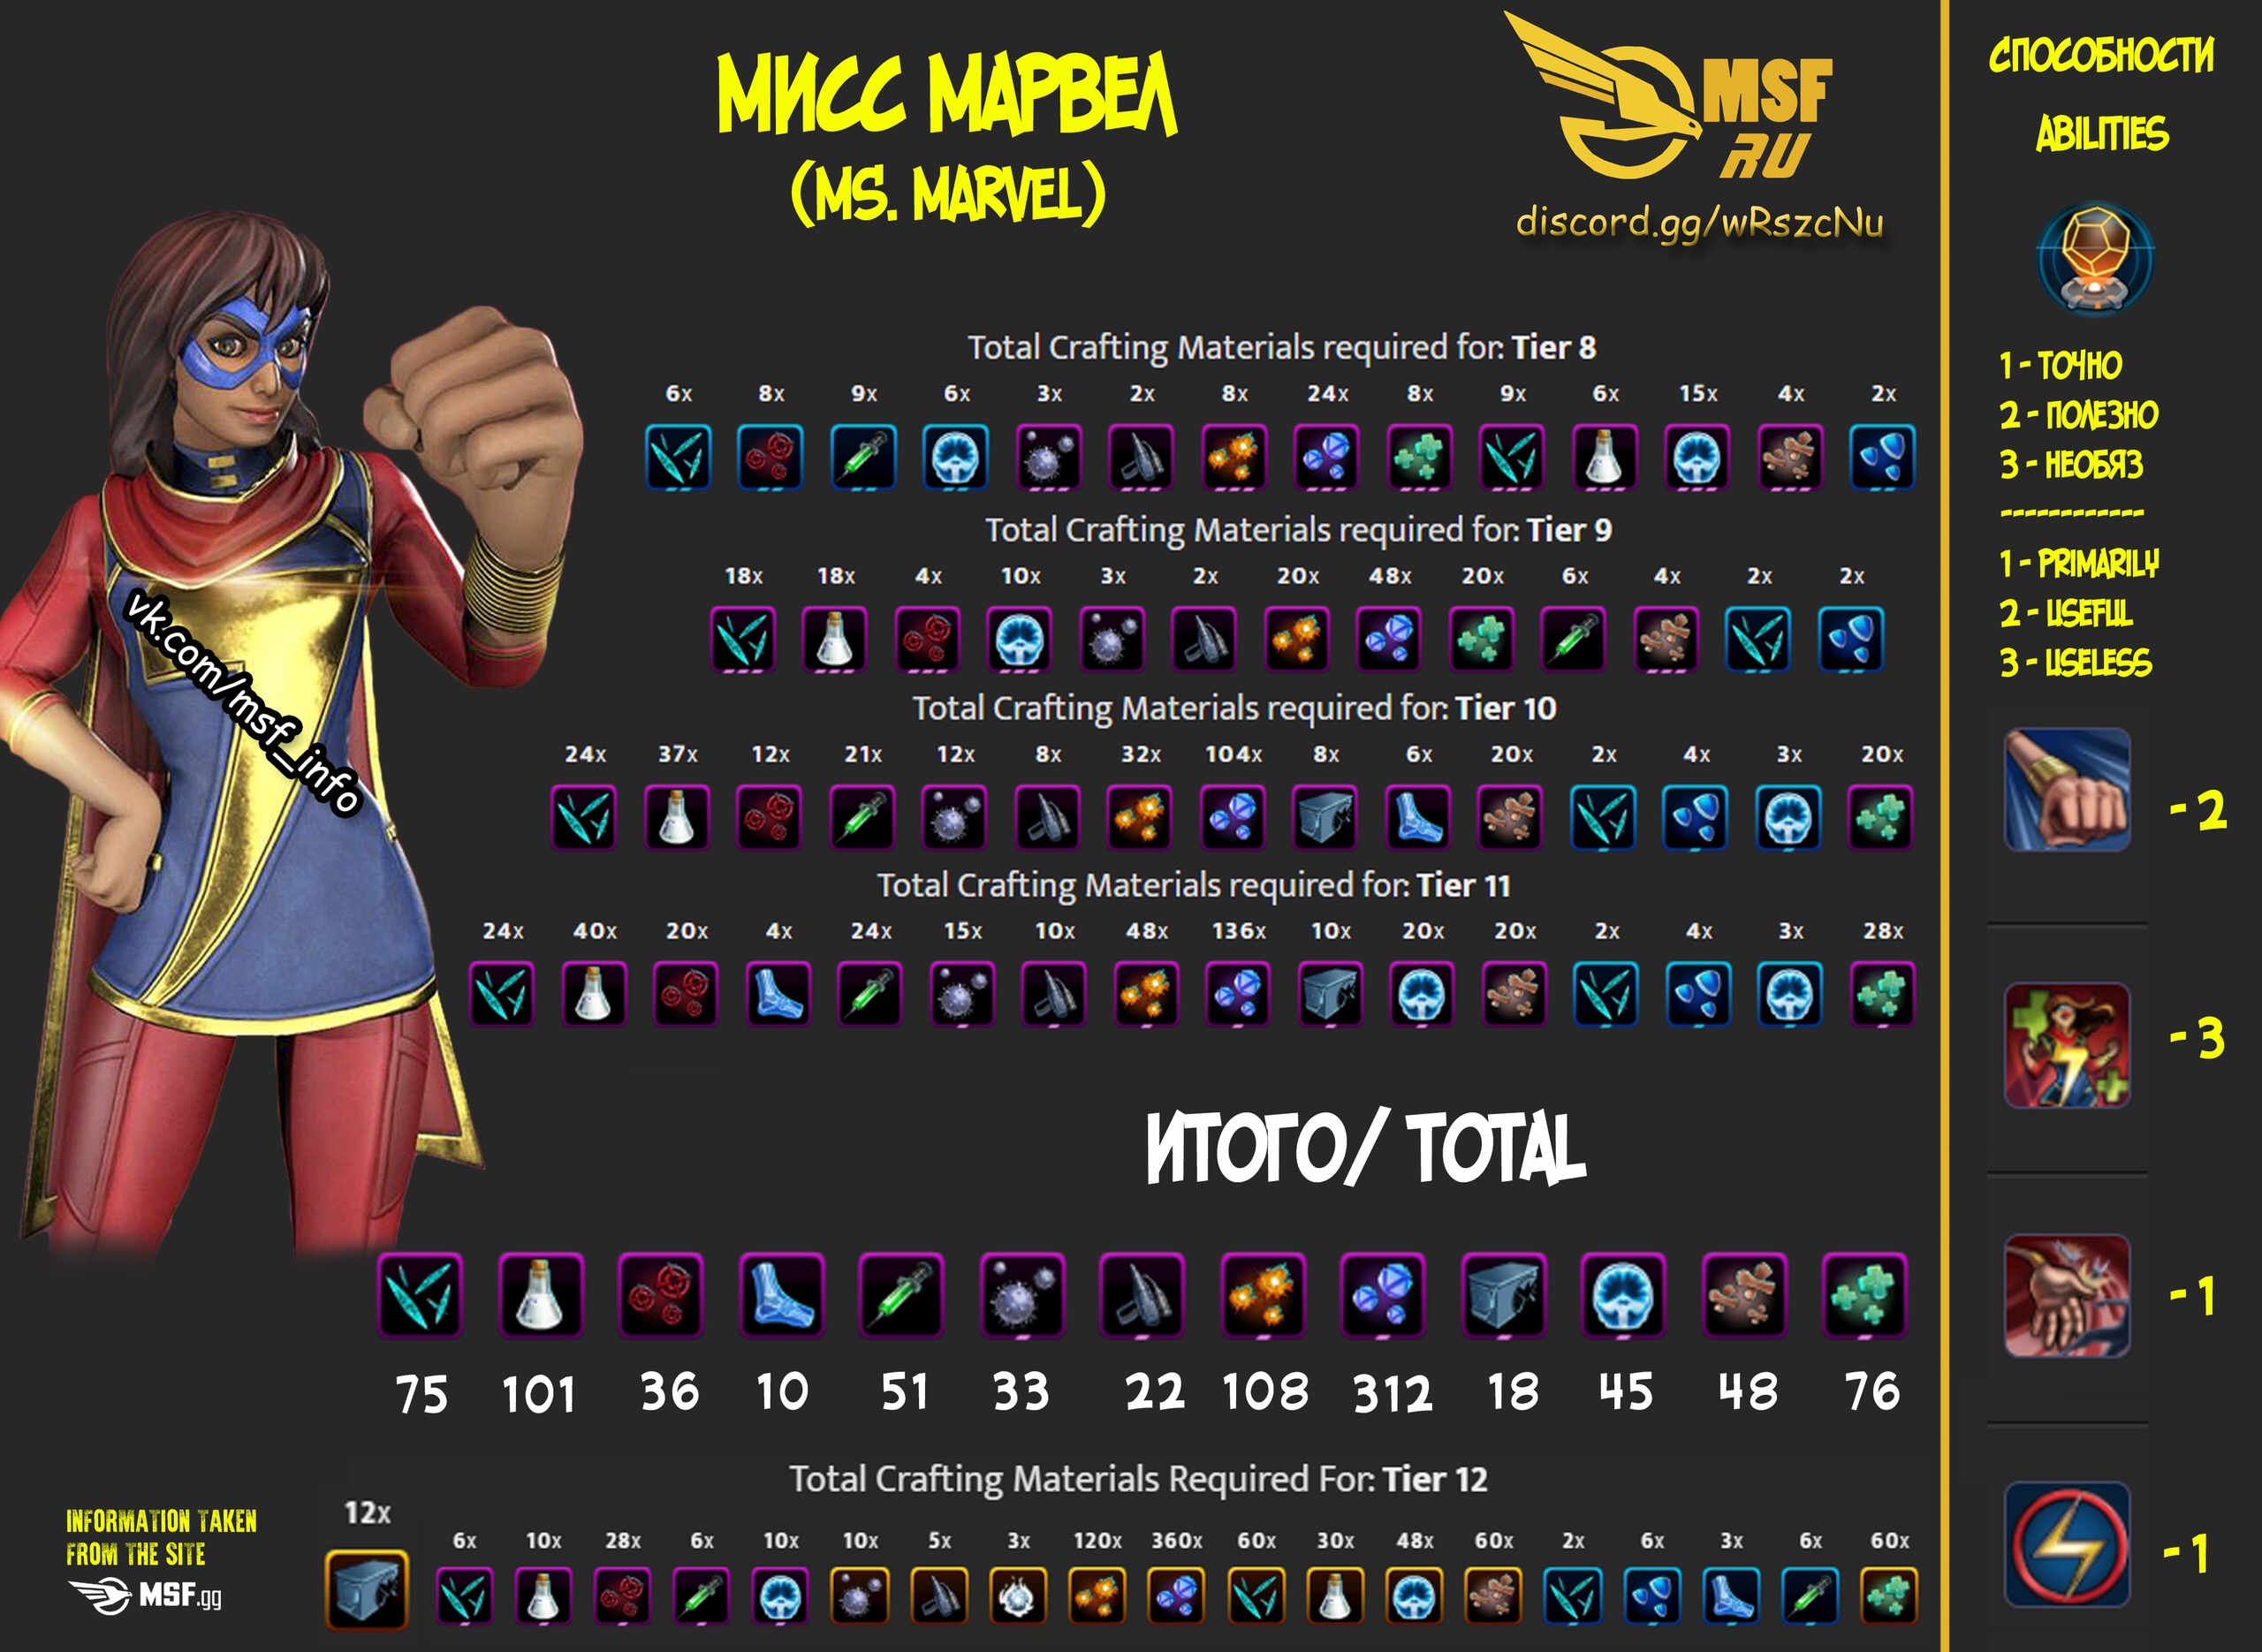 МИСС МАРВЕЛ
(MS. MARVEL)
MSF
RU
discord.gg/wRszcNu
vk.com/msf_info
Total Crafting Materials required for: Tier 8
6x 8x 9x 6x 3x 2x 8x 24x 8x 9x 6x 15x 4x 2x
Total Crafting Materials required for: Tier 9
18x 18x 4x 10x 3x 2x 20x 48x 20x 6x 4x 2x 2x
Total Crafting Materials required for: Tier 10
24x 37x 12x 21x 12x 8x 32x 104x 8x 6x 20x 2x 4x 3x 20x
Total Crafting Materials required for: Tier 11
24x 40x 20x 4x 24x 15x 10x 48x 136x 10x 20x 20x 2x 4x 3x 28x
ИТОГО/ TOTAL
75 101 36 10 51 33 22 108 312 18 45 48 76
Total Crafting Materials Required For: Tier 12
12x 6x 10x 28x 6x 10x 10x 5x 3x 120x 360x 60x 30x 48x 60x 2x 6x 3x 6x 60x
INFORMATION TAKEN
FROM THE SITE
MSF.gg
СПОСОБНОСТИ
ABILITIES
1 - ТОЧНО
2 - ПОЛЕЗНО
3 - НЕОБЯЗ
------------
1 - PRIMARILY
2 - USEFUL
3 - USELESS
- 2
- 3
- 1
- 1